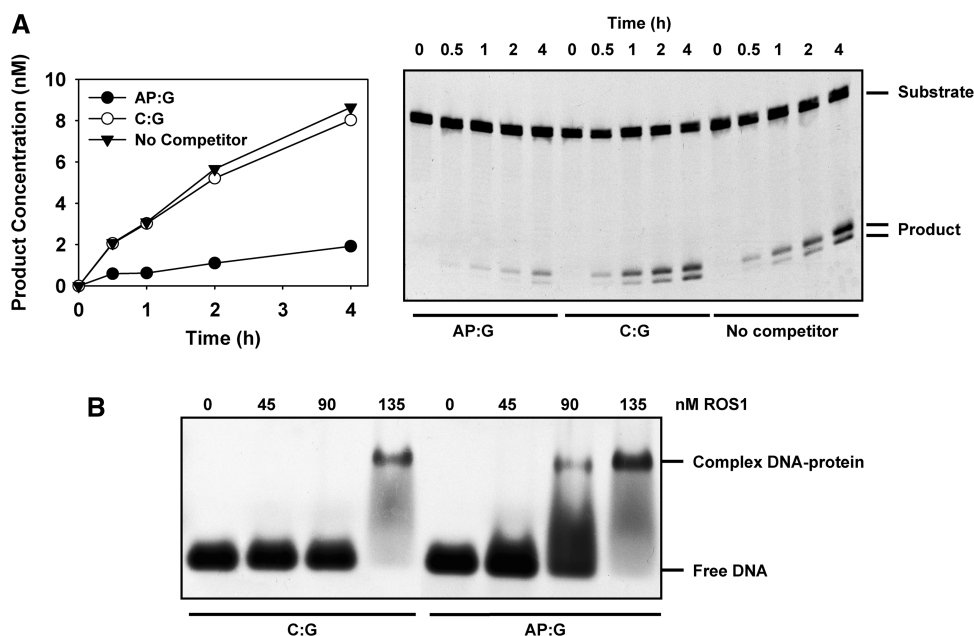 A
Product Concentration (nM)
10
8
6
4
2
0
AP:G
C:G
No Competitor
0 1 2 3 4
Time (h)
Time (h)
0 0.5 1 2 4 0 0.5 1 2 4 0 0.5 1 2 4
Substrate
Product
AP:G C:G No competitor
B
0 45 90 135 0 45 90 135 nM ROS1
Complex DNA-protein
Free DNA
C:G AP:G